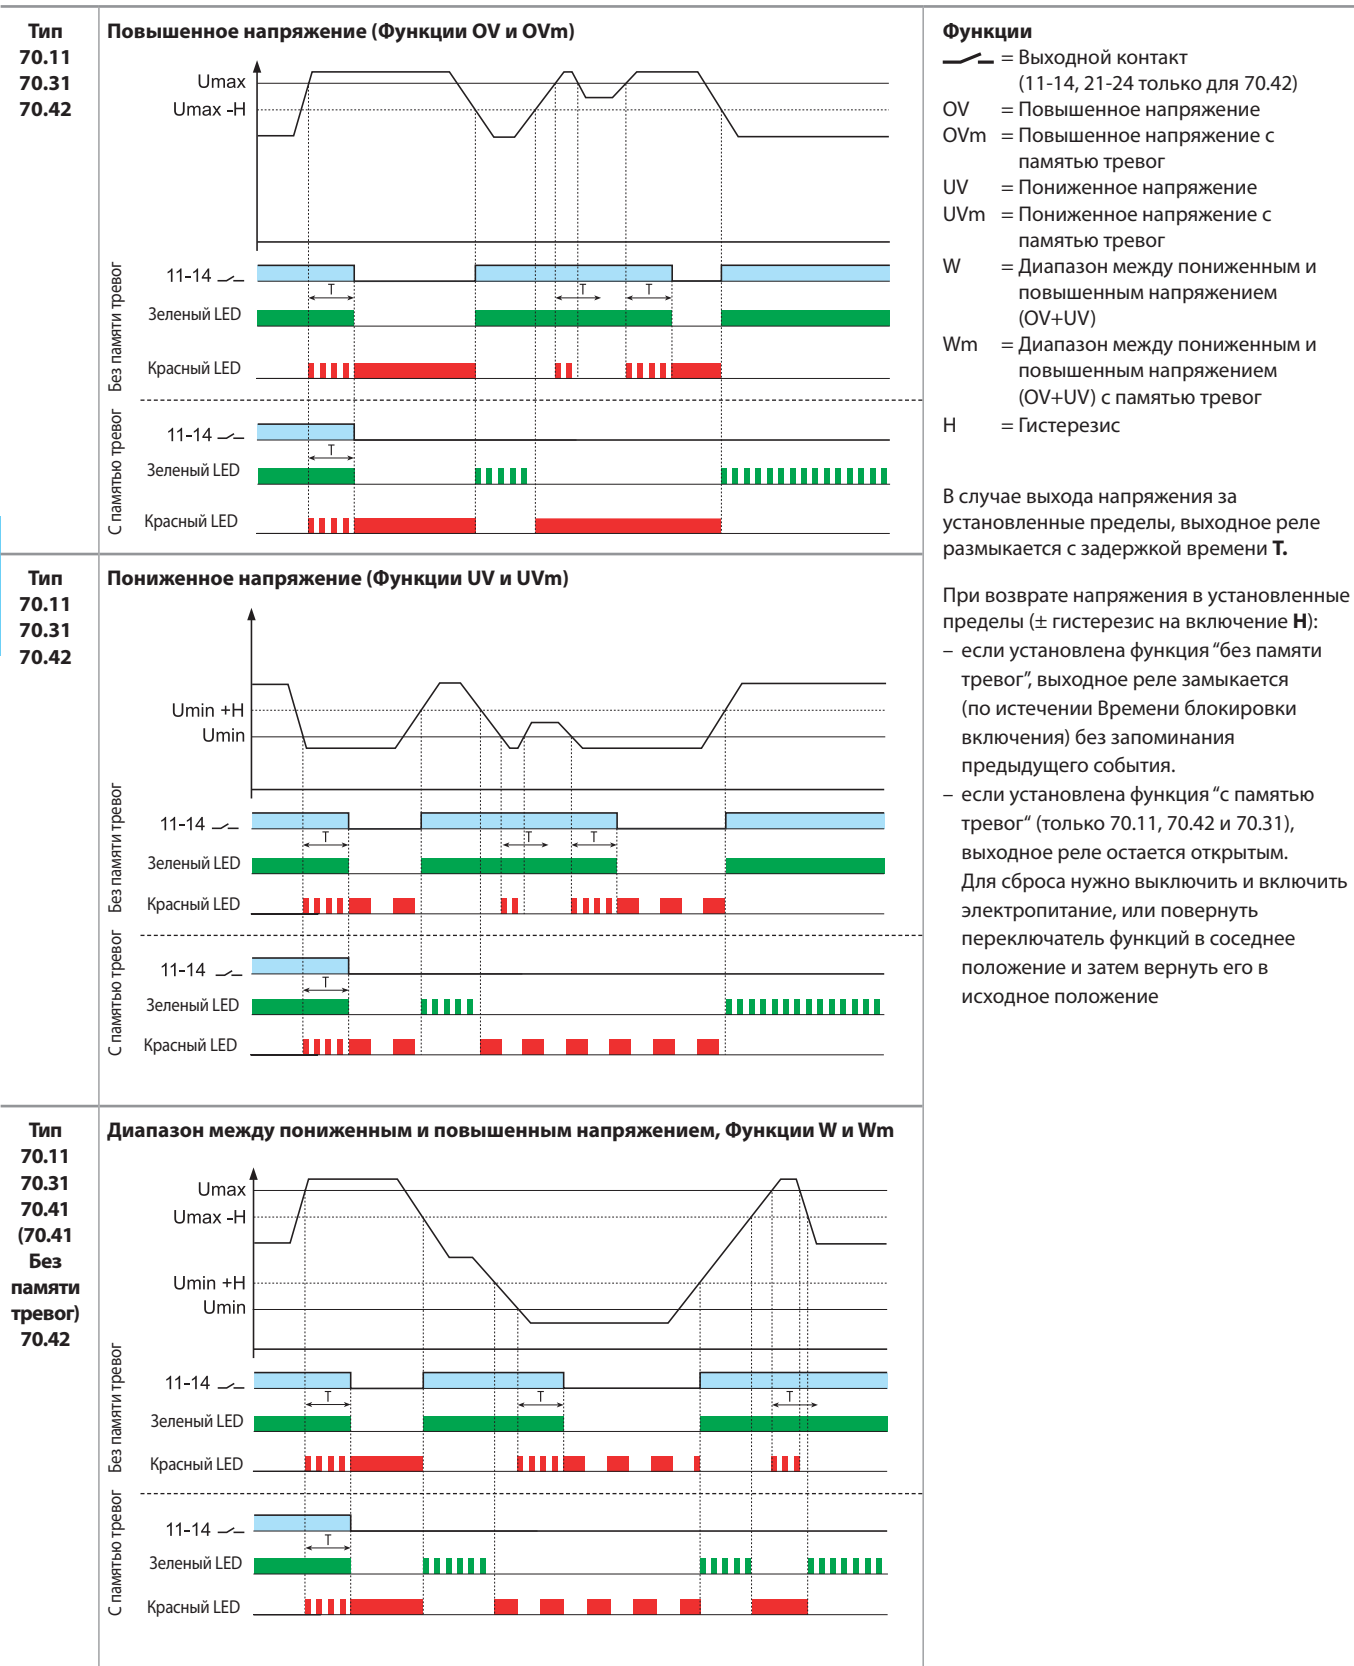 Тип
70.11
70.31
70.42
Повышенное напряжение (Функции OV и OVm)
Umax
Umax -H
Без памяти тревог
11-14
T
T
T
Зеленый LED
Красный LED
С памятью тревог
11-14
T
Зеленый LED
Красный LED
Тип
70.11
70.31
70.42
Пониженное напряжение (Функции UV и UVm)
Umin +H
Umin
Без памяти тревог
11-14
T
T
T
Зеленый LED
Красный LED
С памятью тревог
11-14
T
Зеленый LED
Красный LED
Тип
70.11
70.31
70.41
(70.41
Без
памяти
тревог)
70.42
Диапазон между пониженным и повышенным напряжением, Функции W и Wm
Umax
Umax -H
Umin +H
Umin
Без памяти тревог
11-14
T
T
T
Зеленый LED
Красный LED
С памятью тревог
11-14
T
Зеленый LED
Красный LED
Функции
= Выходной контакт
(11-14, 21-24 только для 70.42)
OV = Повышенное напряжение
OVm = Повышенное напряжение с
памятью тревог
UV = Пониженное напряжение
UVm = Пониженное напряжение с
памятью тревог
W = Диапазон между пониженным и
повышенным напряжением
(OV+UV)
Wm = Диапазон между пониженным и
повышенным напряжением
(OV+UV) с памятью тревог
H = Гистерезис
В случае выхода напряжения за
установленные пределы, выходное реле
размыкается с задержкой времени T.
При возврате напряжения в установленные
пределы (± гистерезис на включение H):
– если установлена функция “без памяти
тревог”, выходное реле замыкается
(по истечении Времени блокировки
включения) без запоминания
предыдущего события.
– если установлена функция “с памятью
тревог“ (только 70.11, 70.42 и 70.31),
выходное реле остается открытым.
Для сброса нужно выключить и включить
электропитание, или повернуть
переключатель функций в соседнее
положение и затем вернуть его в
исходное положение